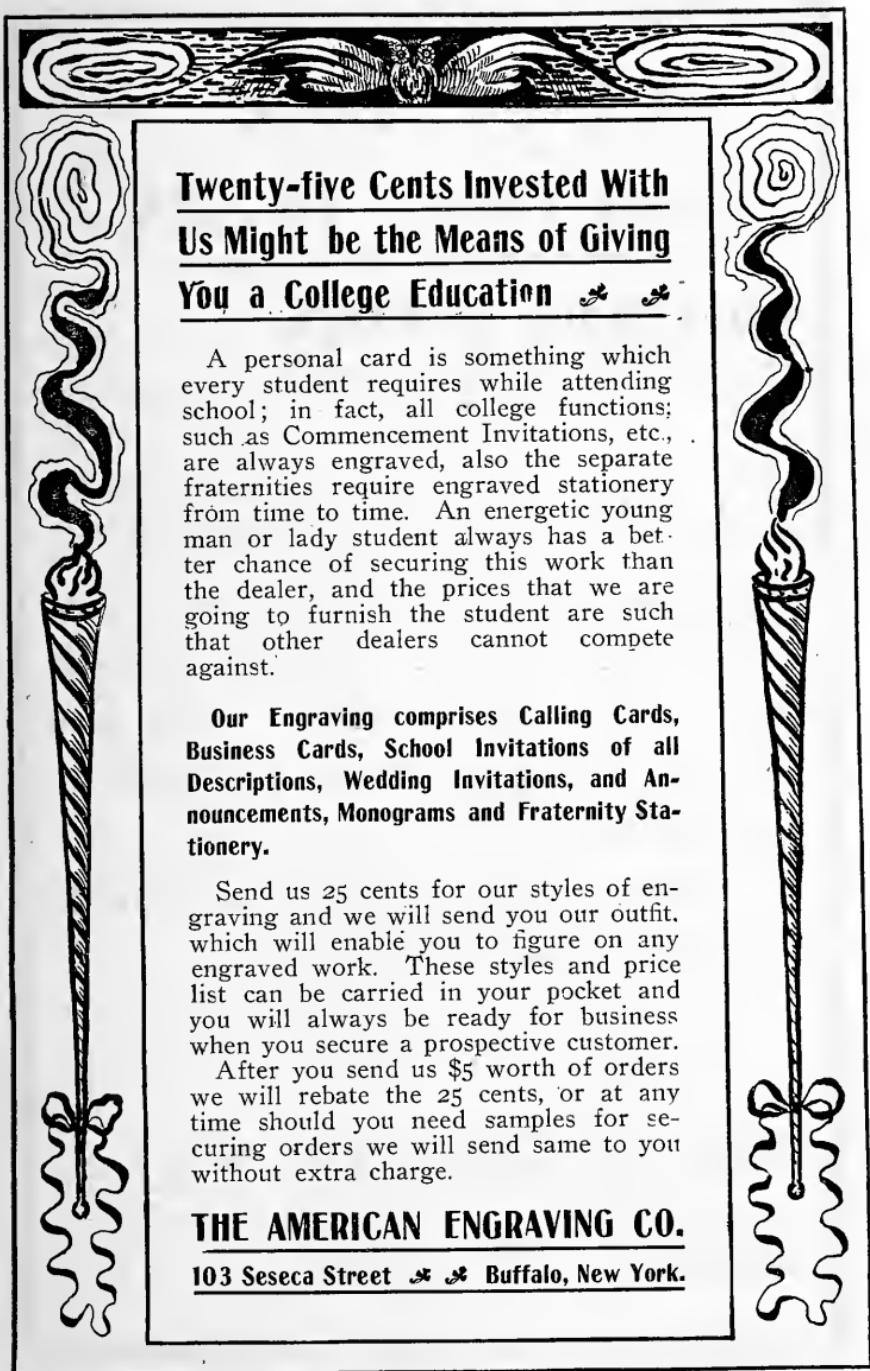 Twenty-five Cents Invested With
Us Might be the Means of Giving
You a College Education
A personal card is something which
every student requires while attending
school; in fact, all college functions;
such as Commencement Invitations, etc.,
are always engraved, also the separate
fraternities require engraved stationery
from time to time. An energetic young
man or lady student always has a bet-
ter chance of securing this work than
the dealer, and the prices that we are
going to furnish the student are such
that other dealers cannot compete
against.
Our Engraving comprises Calling Cards,
Business Cards, School Invitations of all
Descriptions, Wedding Invitations, and An-
nouncements, Monograms and Fraternity Sta-
tionery.
Send us 25 cents for our styles of en-
graving and we will send you our outfit,
which will enable you to figure on any
engraved work. These styles and price
list can be carried in your pocket and
you will always be ready for business
when you secure a prospective customer.
After you send us $5 worth of orders
we will rebate the 25 cents, or at any
time should you need samples for se-
curing orders we will send same to you
without extra charge.
THE AMERICAN ENGRAVING CO.
103 Seseca Street Buffalo, New York.